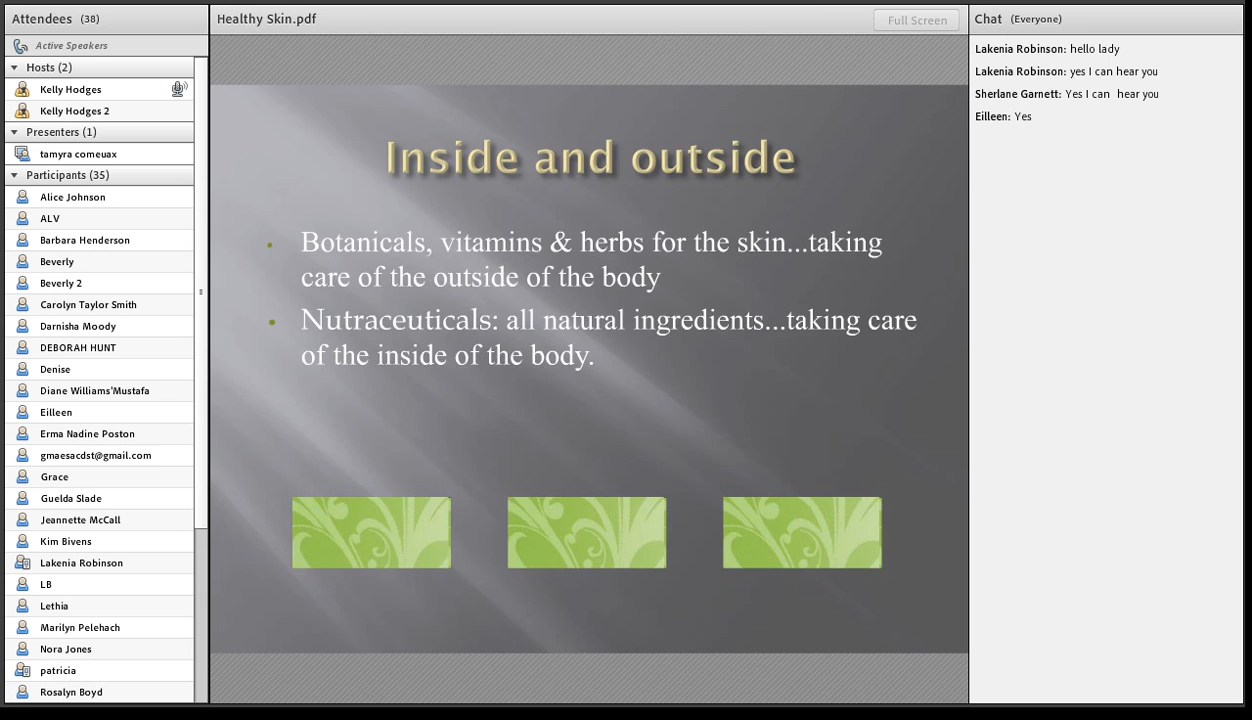 Attendees (38)
Active Speakers
Hosts (2)
Kelly Hodges
Kelly Hodges 2
Presenters (1)
tamyra comeuax
Participants (35)
Alice Johnson
ALV
Barbara Henderson
Beverly
Beverly 2
Carolyn Taylor Smith
Darnisha Moody
DEBORAH HUNT
Denise
Diane Williams'Mustafa
Eilleen
Erma Nadine Poston
gmaesacdst@gmail.com
Grace
Guelda Slade
Jeannette McCall
Kim Bivens
Lakenia Robinson
LB
Lethia
Marilyn Pelehach
Nora Jones
patricia
Rosalyn Boyd
Healthy Skin.pdf
Full Screen
Inside and outside
• Botanicals, vitamins & herbs for the skin...taking
care of the outside of the body
• Nutraceuticals: all natural ingredients...taking care
of the inside of the body.
Chat (Everyone)
Lakenia Robinson: hello lady
Lakenia Robinson: yes I can hear you
Sherlane Garnett: Yes I can hear you
Eilleen: Yes